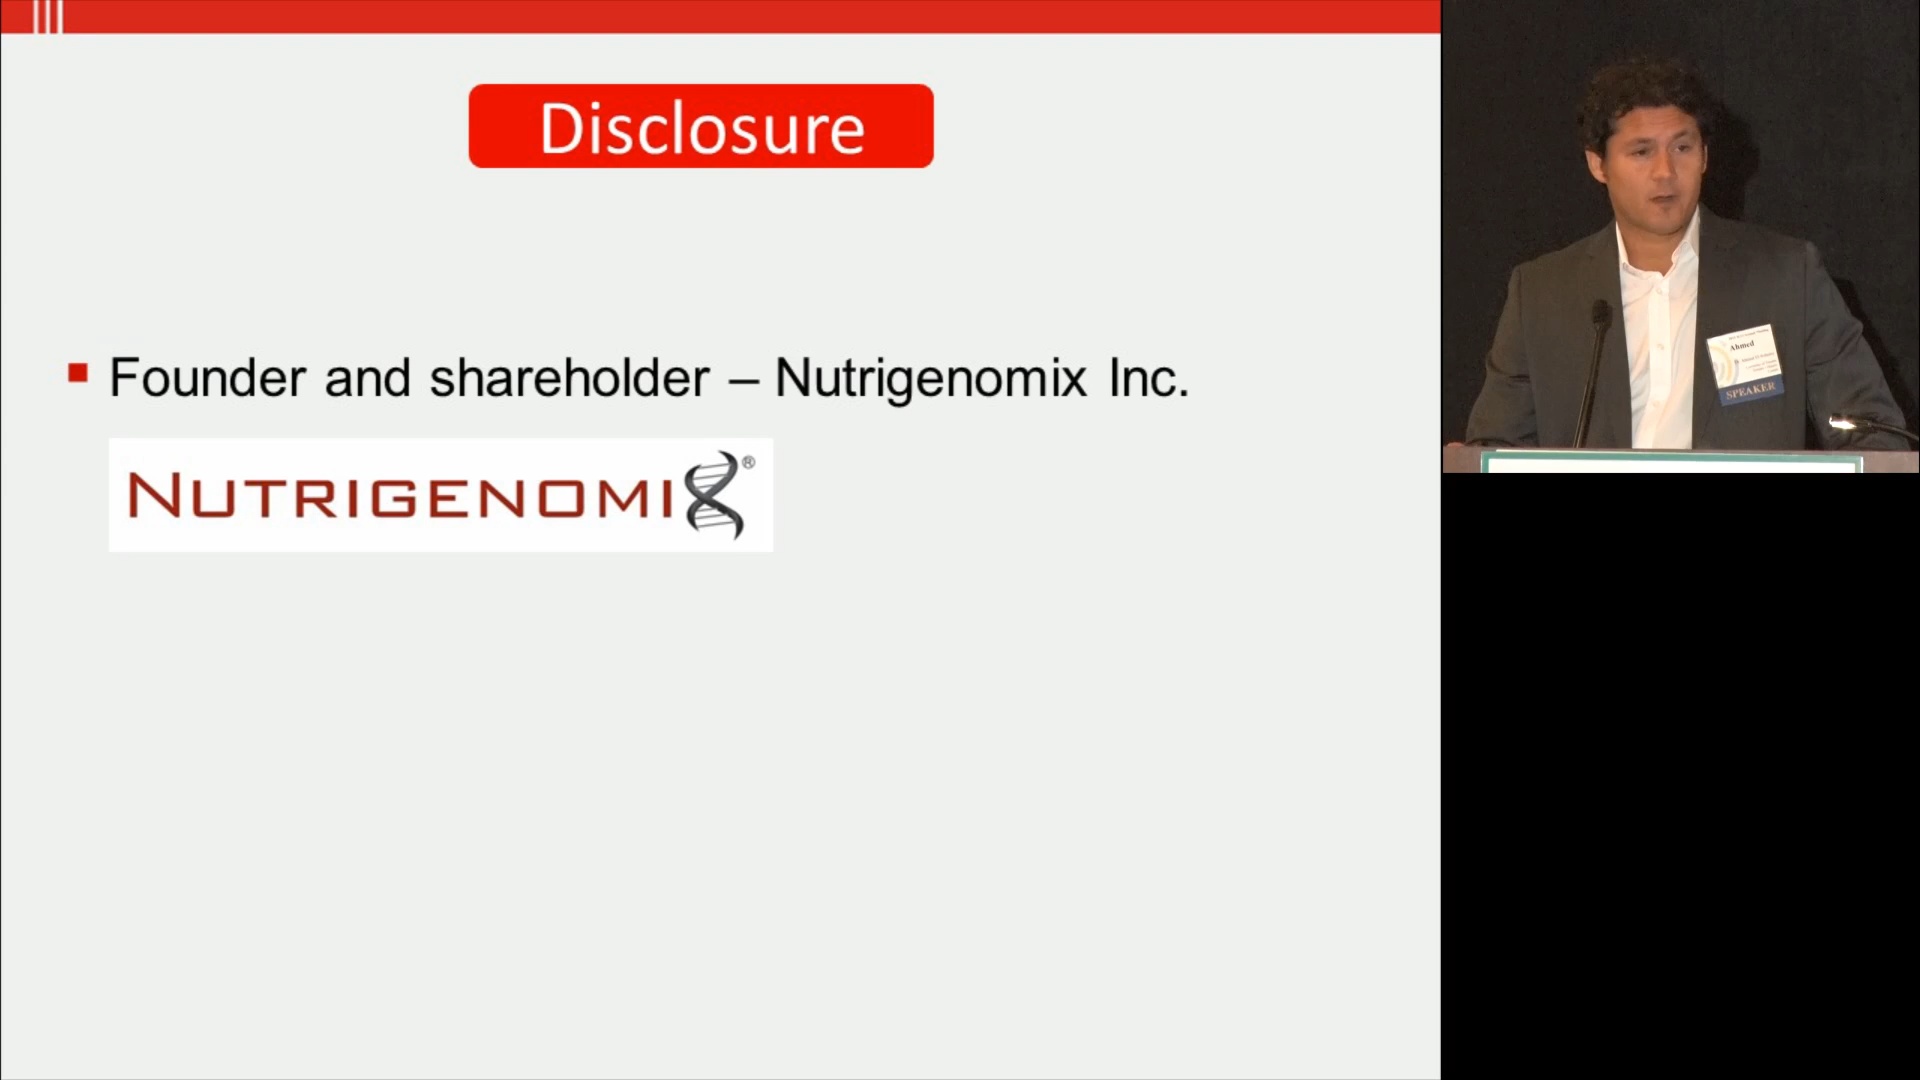 Disclosure
Founder and shareholder – Nutrigenomix Inc.
NUTRIGENOMIX®
Ahmed
SPEAKER